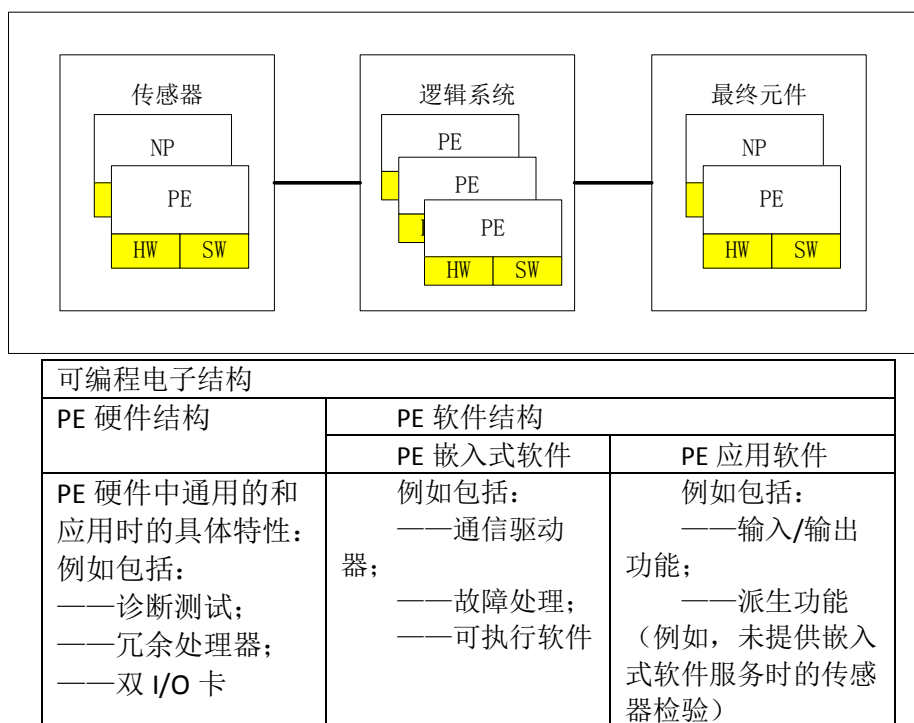 传感器
逻辑系统
最终元件
NP
PE
HW SW
PE
PE
PE
HW SW
NP
PE
HW SW
可编程电子结构
PE 硬件结构
PE 软件结构
PE 嵌入式软件
PE 应用软件
PE 硬件中通用的和
应用时的具体特性：
例如包括：
——诊断测试；
——冗余处理器；
——双 I/O 卡
例如包括：
——通信驱动
器；
——故障处理；
——可执行软件
例如包括：
——输入/输出
功能；
——派生功能
（例如，未提供嵌入
式软件服务时的传感
器检验）